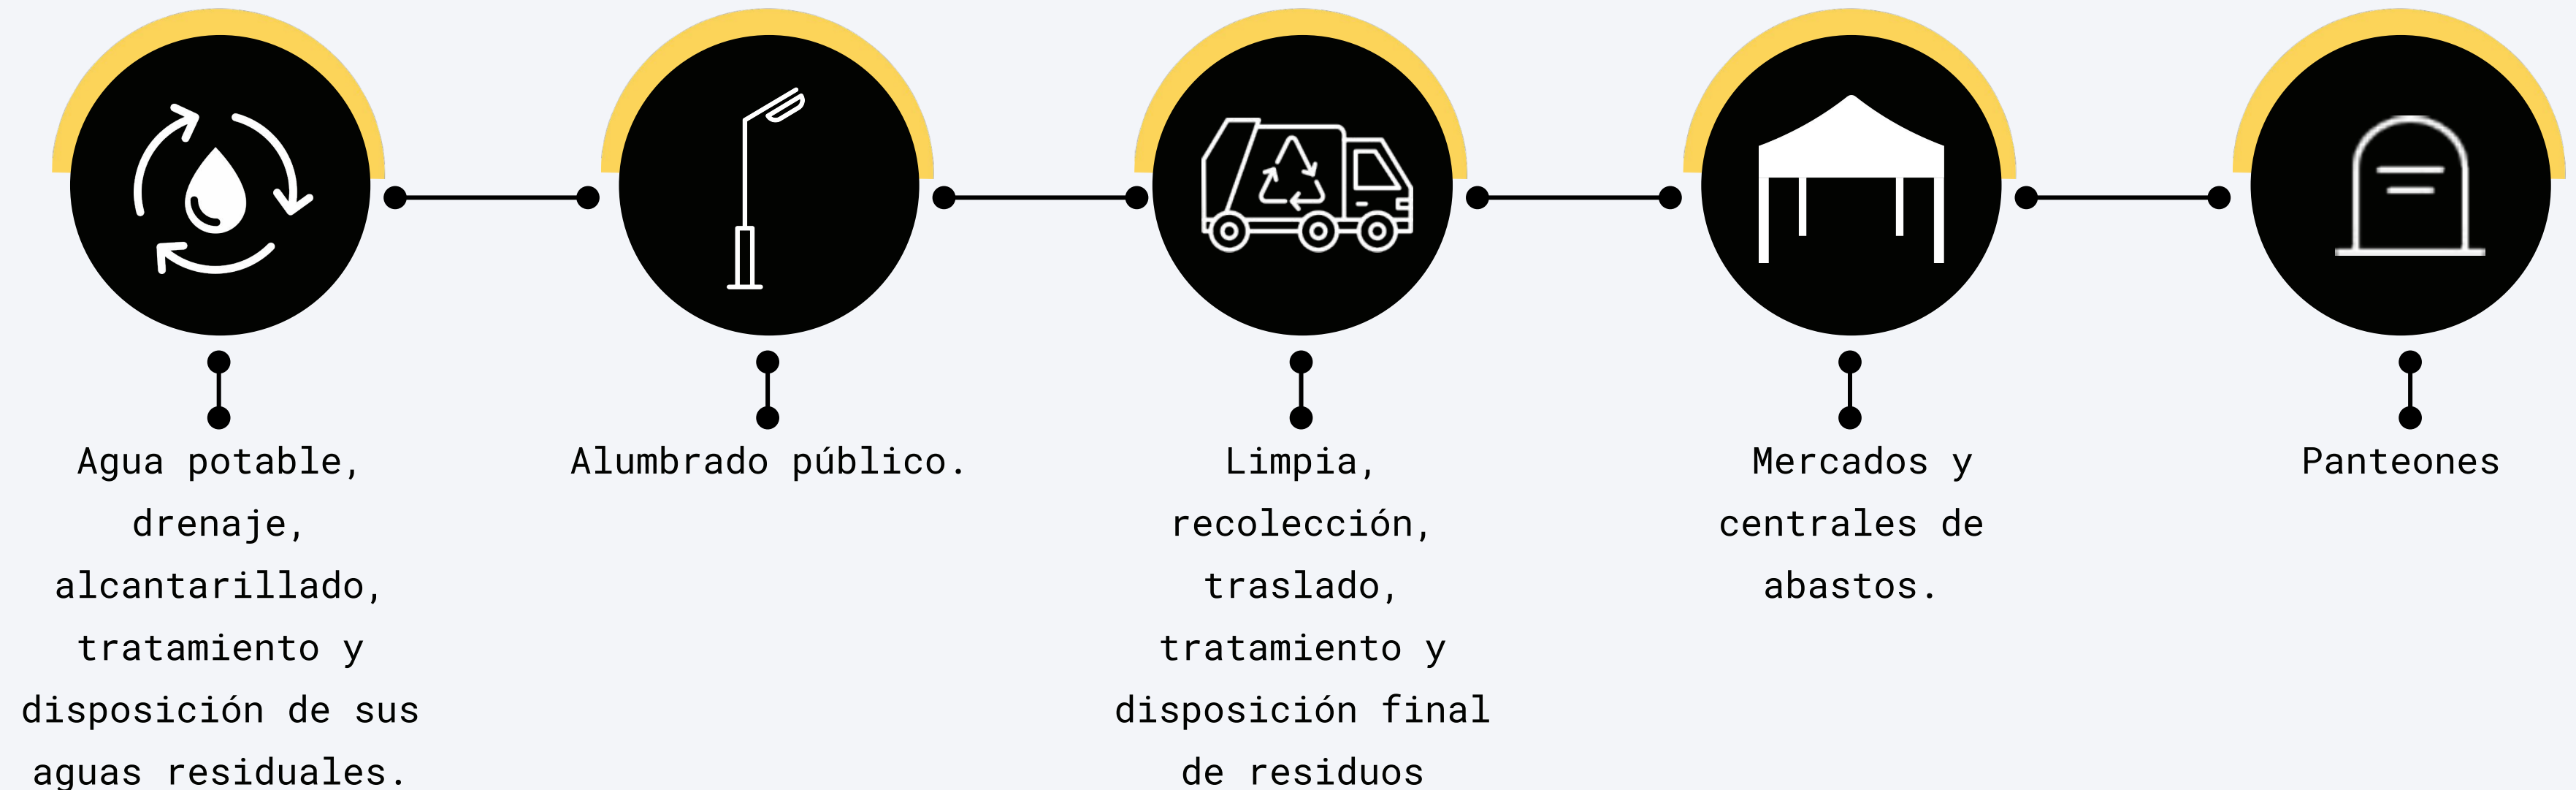 Agua potable,
drenaje,
alcantarillado,
tratamiento y
disposición de sus
aguas residuales.
Alumbrado público.
Limpia,
recolección,
traslado,
tratamiento y
disposición final
de residuos
Mercados y
centrales de
abastos.
Panteones